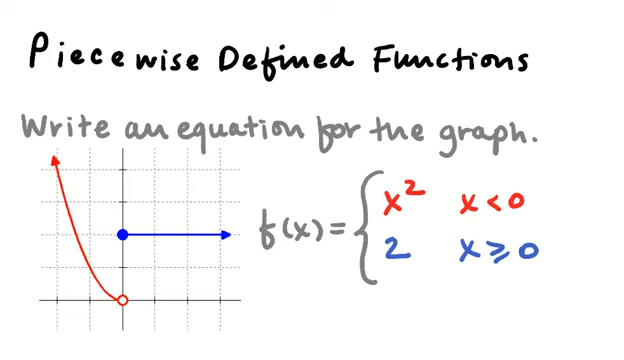 Piecewise Defined Functions
Write an equation for the graph.
f(x) = { x² x < 0
2 x ≥ 0